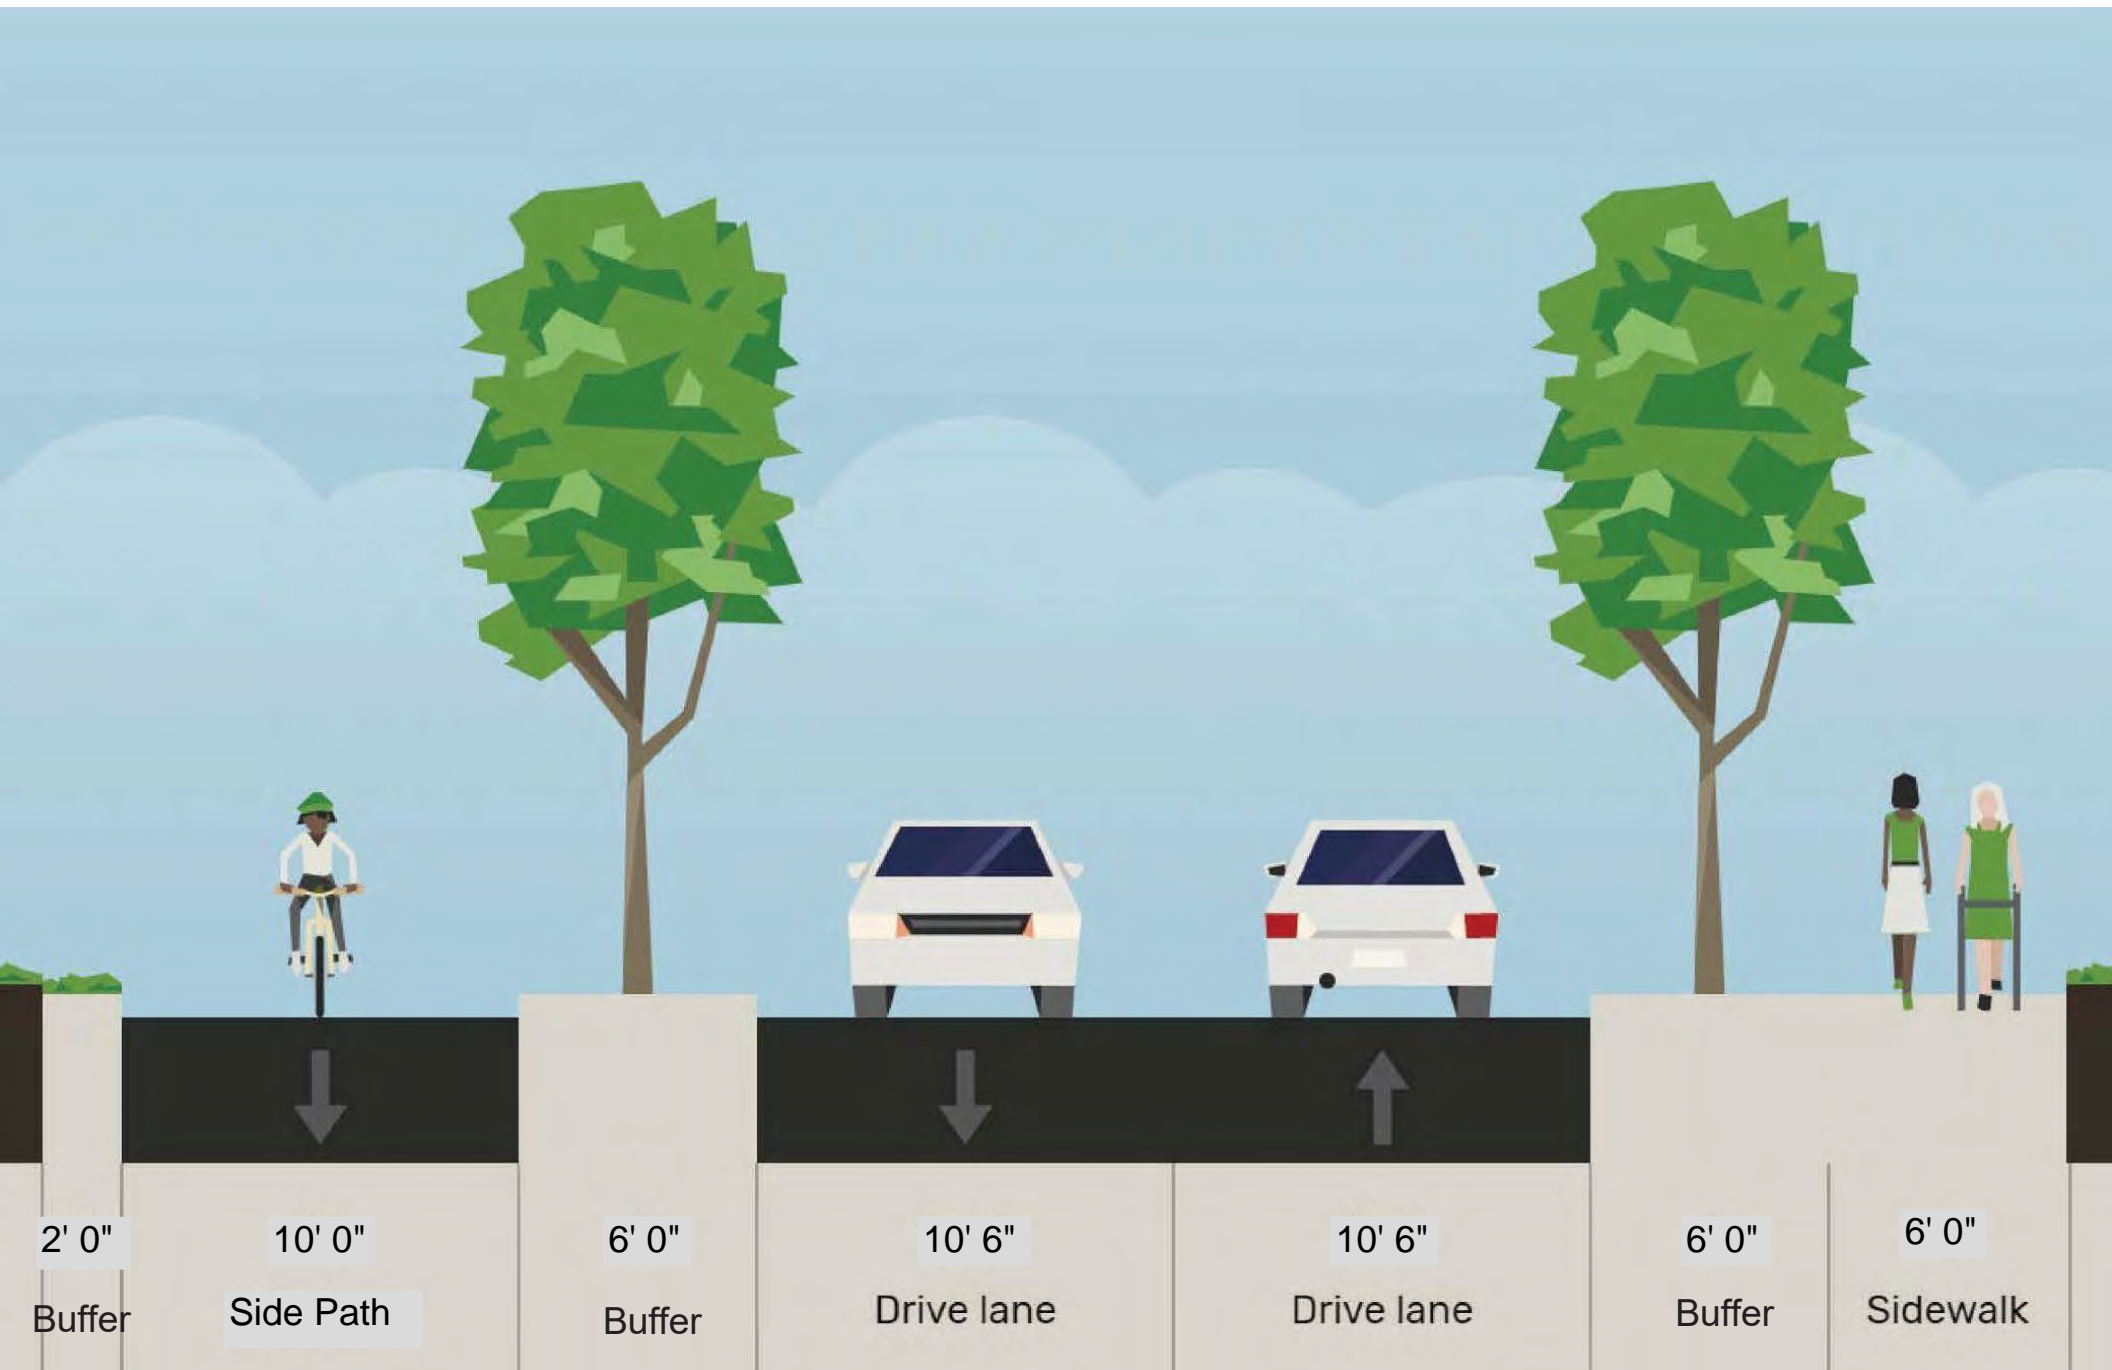 2' 0"
10' 0"
6' 0"
10' 6"
10' 6"
6' 0"
6' 0"
Buffer
Side Path
Buffer
Drive lane
Drive lane
Buffer
Sidewalk